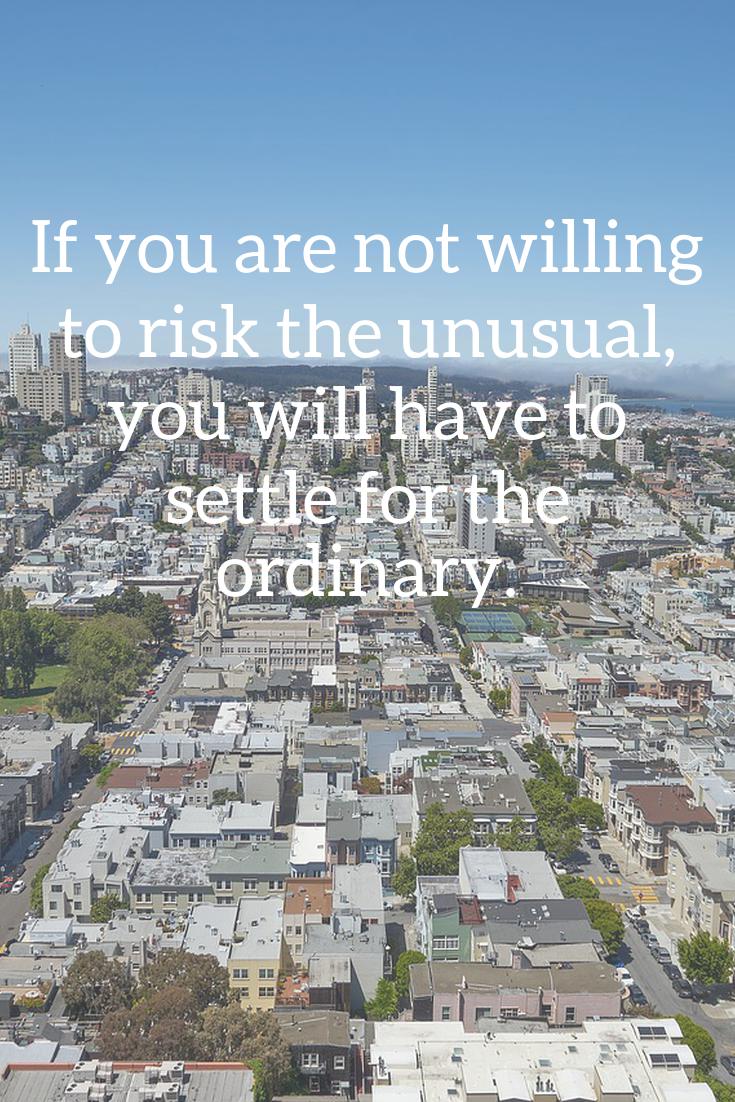 If you are not willing
to risk the unusual,
you will have to
settle for the
ordinary.